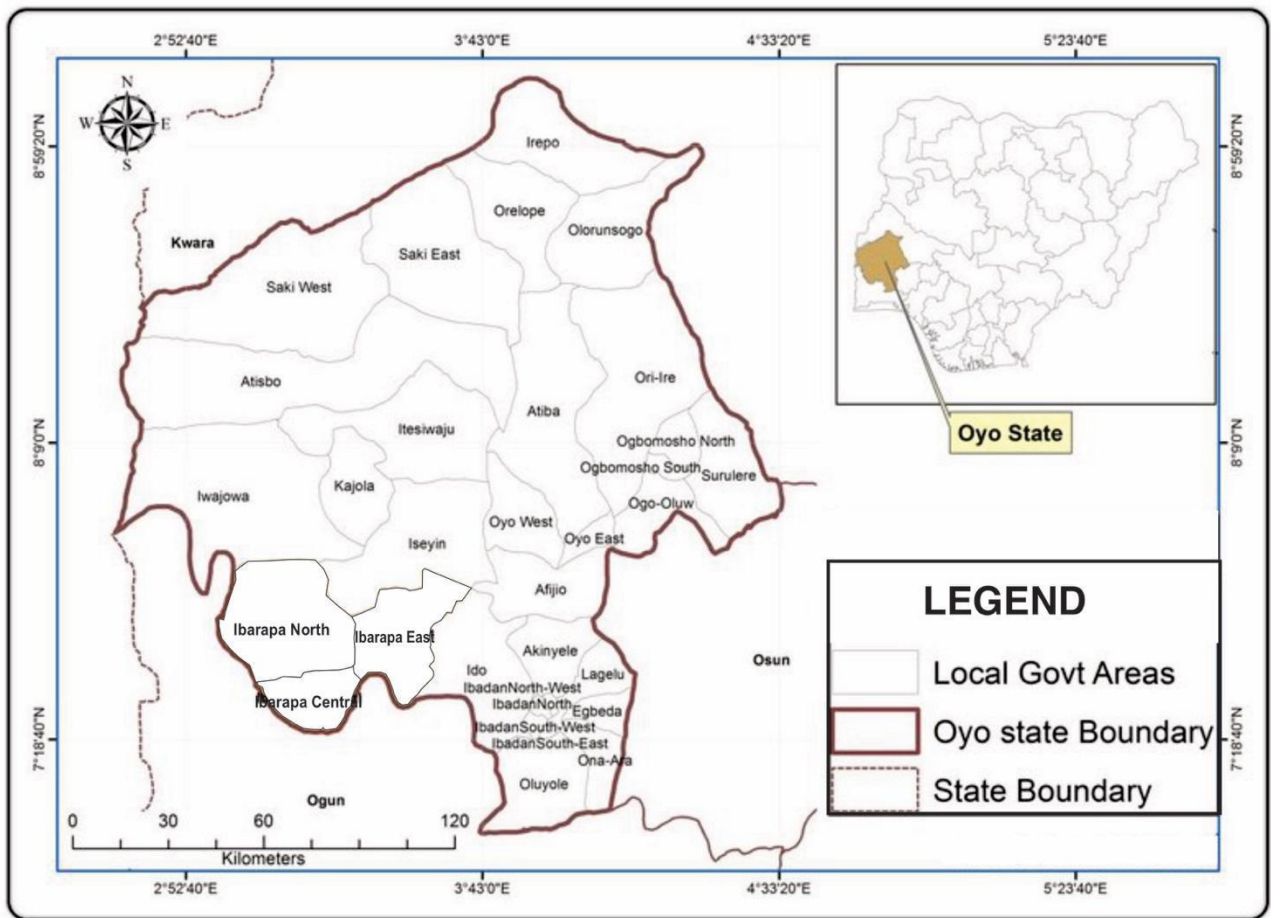 2°52'40"E
3°43'0"E
4°33'20"E
5°23'40"E
8°59'20"N
8°59'20"N
N
W
E
S
Irepo
Orelope
Olorunsogo
Kwara
Saki East
Saki West
Atisbo
Ori-Ire
Atiba
Itesiwaju
Oyo State
8°9'0"N
8°9'0"N
Ogbomosho North
Ogbomosho South
Surulere
Kajola
Iwajowa
Ogo-Oluw
Oyo West
Oyo East
Iseyin
Afijio
Ibarapa North
Ibarapa East
Akinyele
Osun
Ido
Lagelu
IbadanNorth-West
Ibarapa Central
IbadanNorth
Egbeda
IbadanSouth-West
IbadanSouth-East
Ona-Ara
Oluyole
7°18'40"N
7°18'40"N
Ogun
LEGEND
Local Govt Areas
Oyo state Boundary
State Boundary
0 30 60 120
Kilometers
2°52'40"E
3°43'0"E
4°33'20"E
5°23'40"E